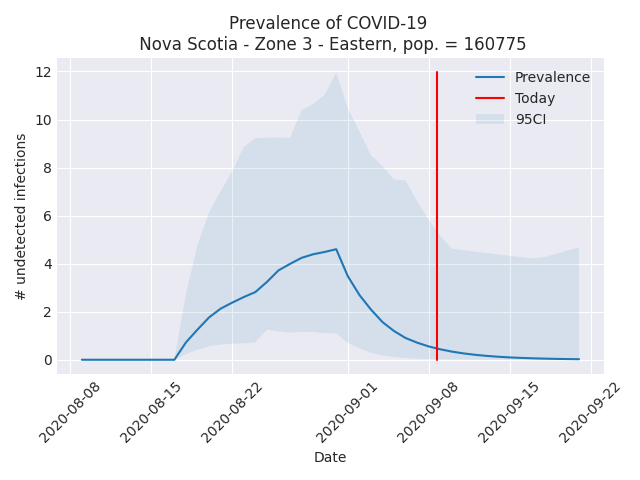 Prevalence of COVID-19
Nova Scotia - Zone 3 - Eastern, pop. = 160775
Prevalence
Today
95CI
# undetected infections
12
10
8
6
4
2
0
2020-08-08
2020-08-15
2020-08-22
2020-09-01
2020-09-08
2020-09-15
2020-09-22
Date